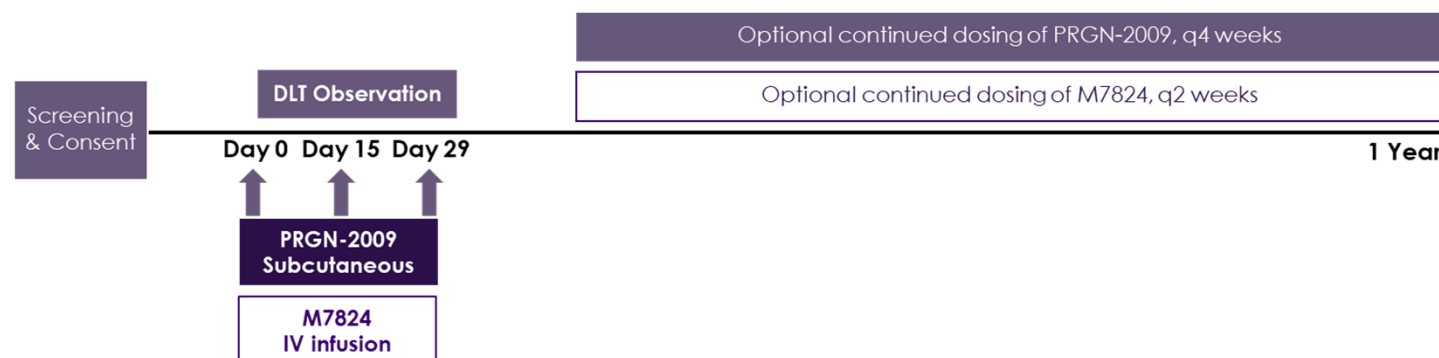 Optional continued dosing of PRGN-2009, q4 weeks
DLT Observation
Optional continued dosing of M7824, q2 weeks
Screening
& Consent
Day 0 Day 15 Day 29
1 Year
PRGN-2009
Subcutaneous
M7824
IV infusion